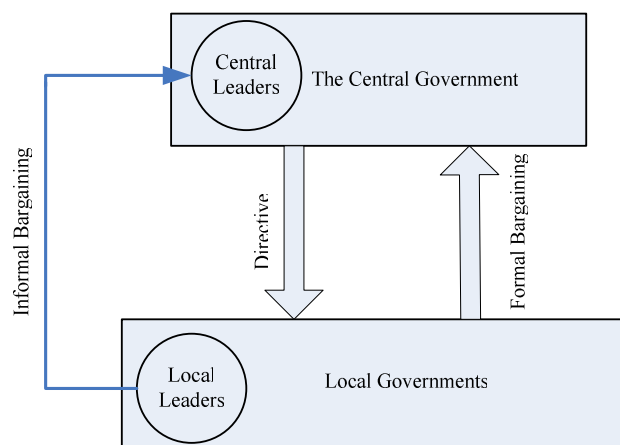 Central
Leaders
The Central Government
Informal Bargaining
Directive
Formal Bargaining
Local
Leaders
Local Governments